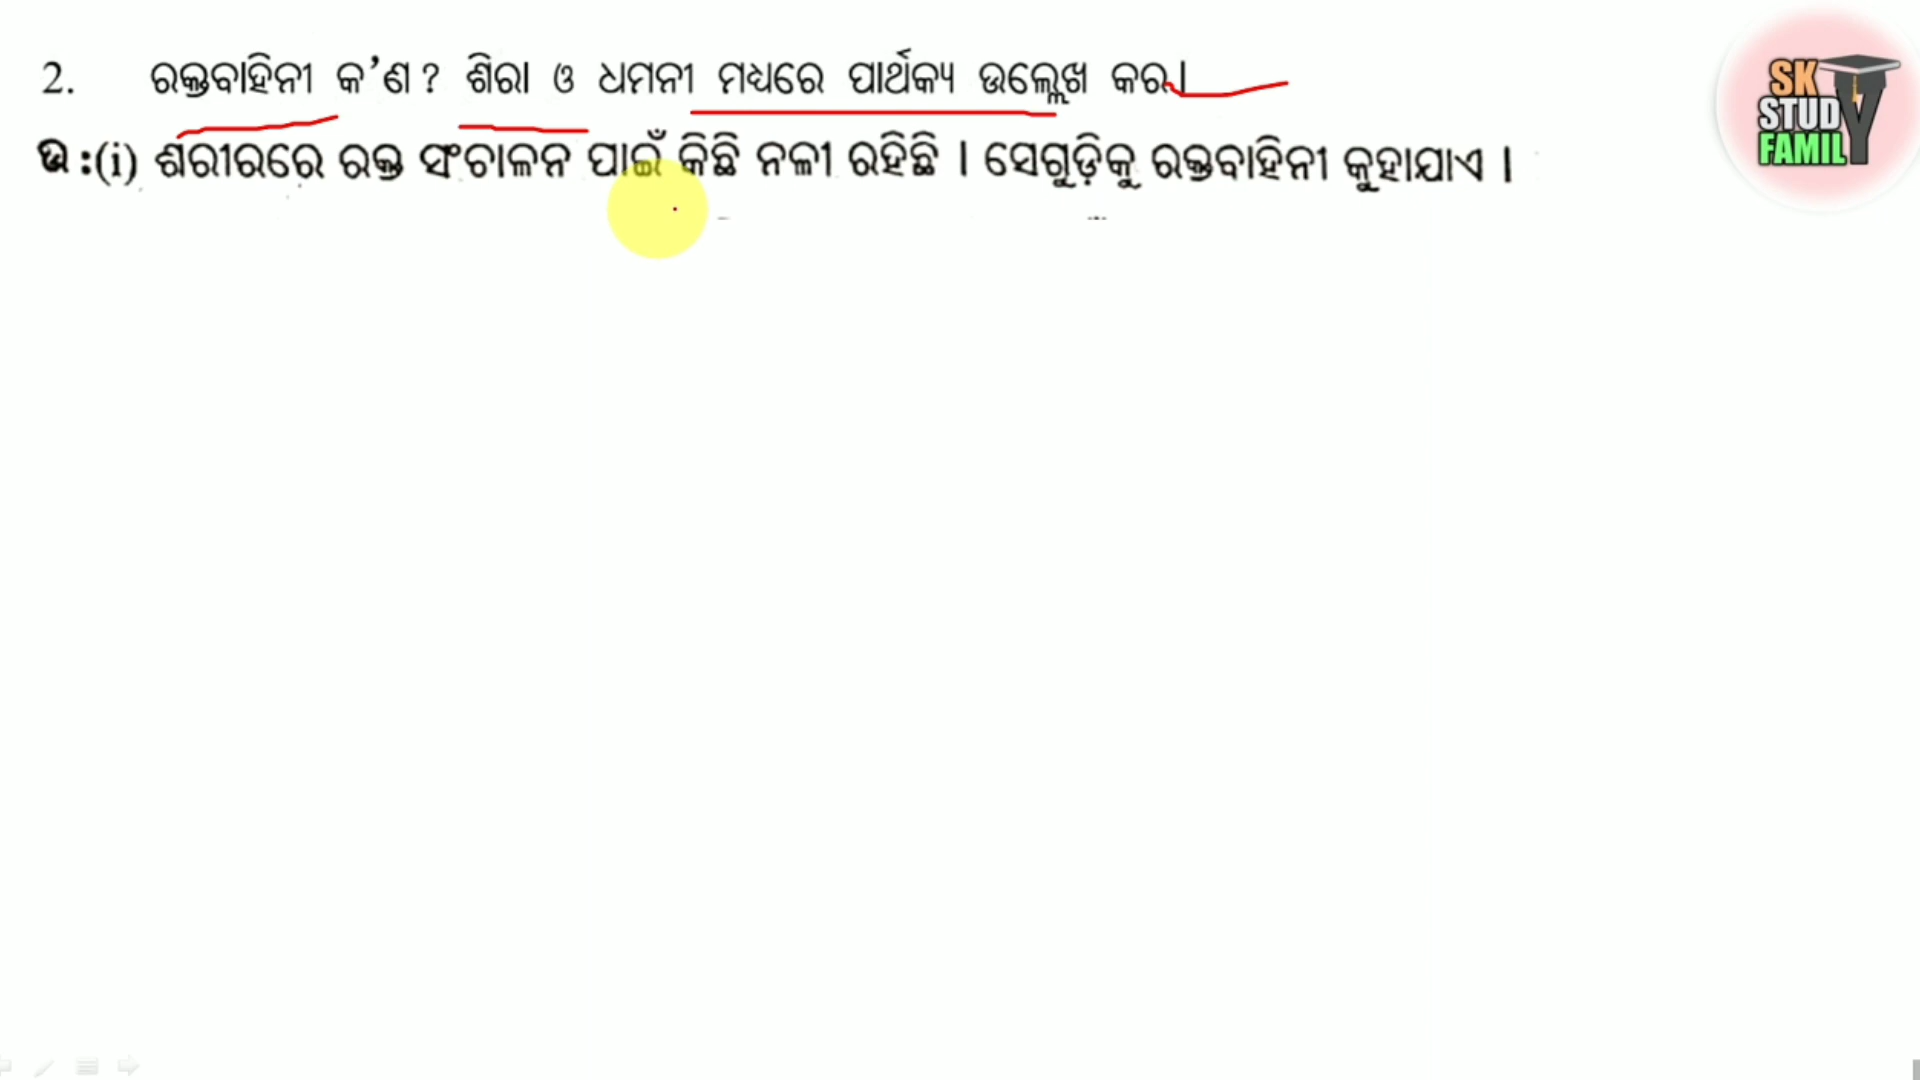 2. ରକ୍ତବାହିନୀ କ'ଣ ? ଶିରା ଓ ଧମନୀ ମଧ୍ୟରେ ପାର୍ଥକ୍ୟ ଉଲ୍ଲେଖ କର।
ଉ :(i) ଶରୀରରେ ରକ୍ତ ସଂଚାଳନ ପାଇଁ କିଛି ନଳୀ ରହିଛି । ସେଗୁଡ଼ିକୁ ରକ୍ତବାହିନୀ କୁହାଯାଏ ।
SK
STUDY
FAMILY